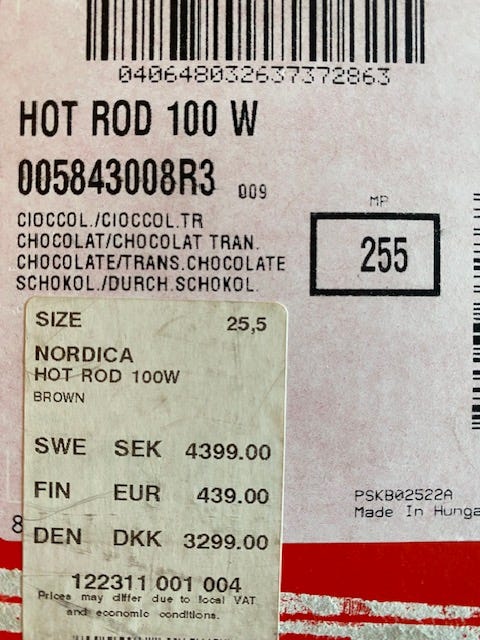 040648032637372863
HOT ROD 100 W
005843008R3 009
CIOCCOL./CIOCCOL.TR
CHOCOLAT/CHOCOLAT TRAN.
CHOCOLATE/TRANS.CHOCOLATE
SCHOKOL./DURCH.SCHOKOL.
MP
255
SIZE 25,5
NORDICA
HOT ROD 100W
BROWN
SWE SEK 4399.00
FIN EUR 439.00
DEN DKK 3299.00
122311 001 004
Prices may differ due to local VAT
and economic conditions.
8
PSKB02522A
Made In Hunga